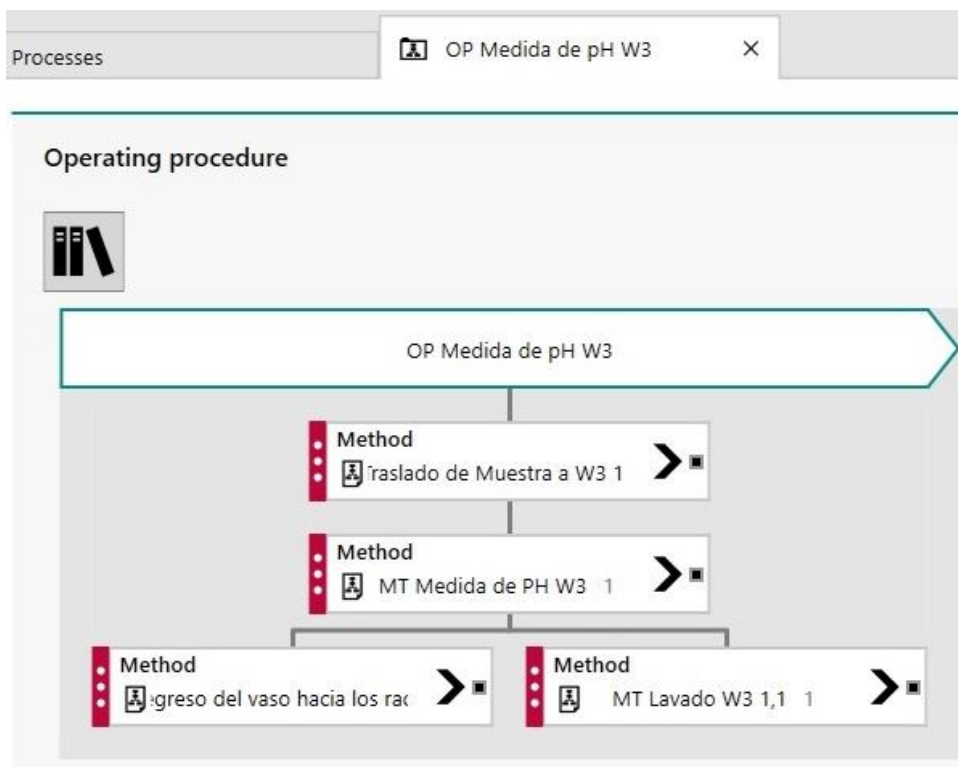 Processes
OP Medida de pH W3
Operating procedure
OP Medida de pH W3
Method
raslado de Muestra a W3 1
Method
MT Medida de PH W3 1
Method
greso del vaso hacia los rac
Method
MT Lavado W3 1,1 1